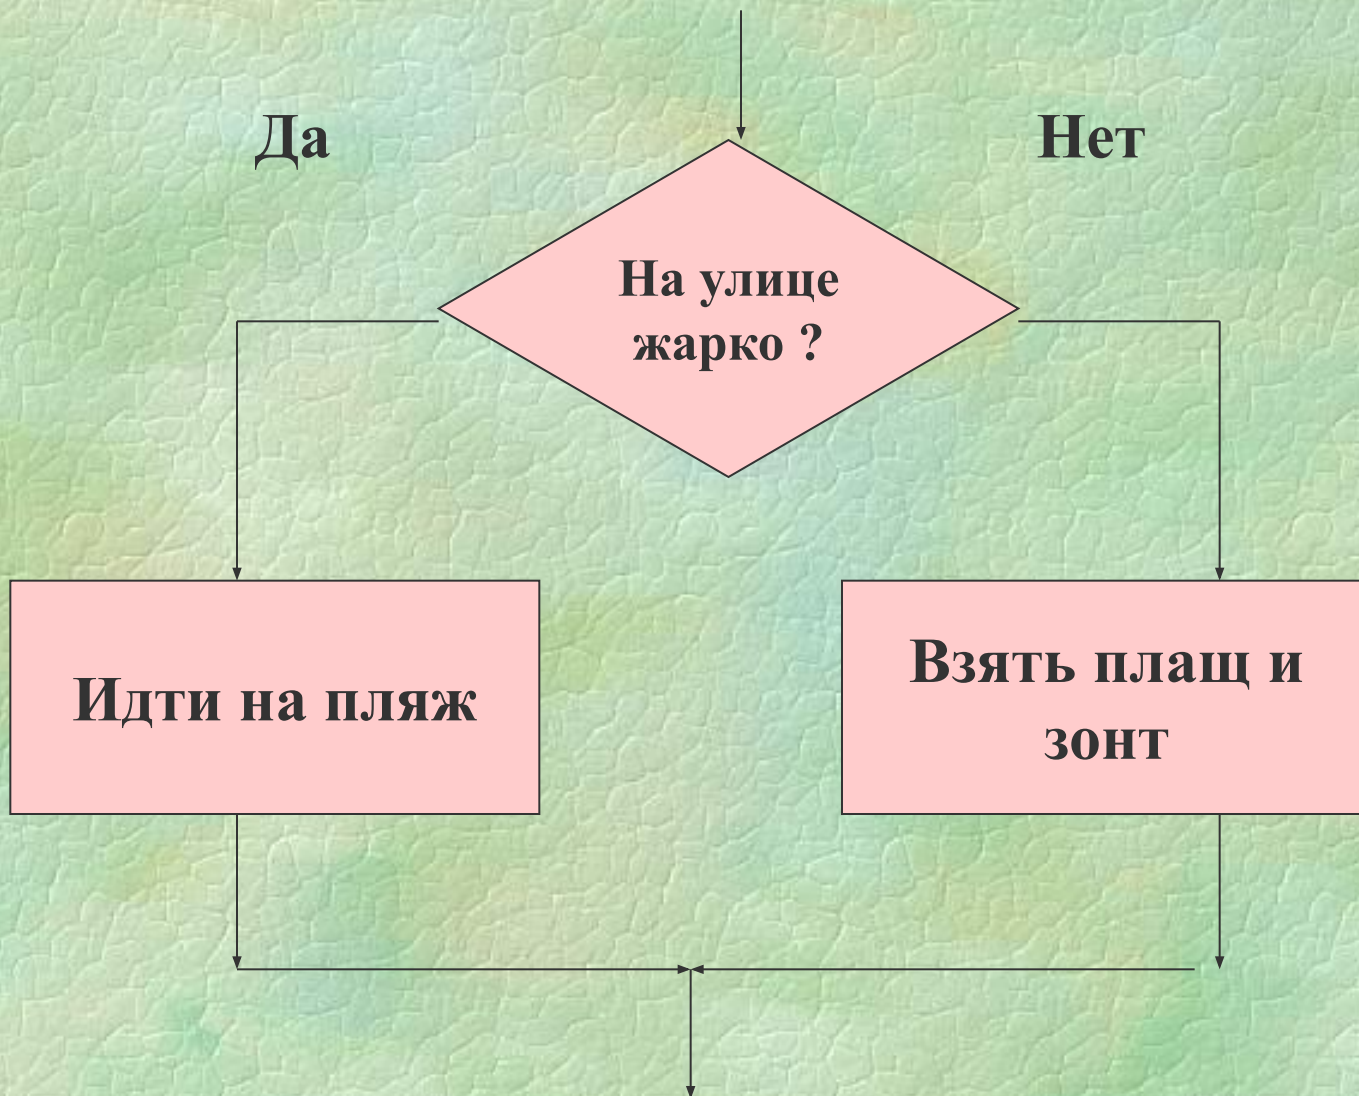 Да
Нет
На улице
жарко ?
Идти на пляж
Взять плащ и
зонт